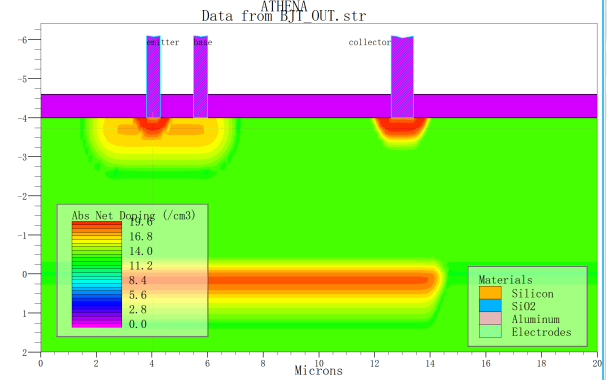 ATHENA
Data from BJT_OUT.str
emitter
base
collector
-6
-5
-4
-3
-2
-1
0
1
2
Abs Net Doping (/cm3)
19.6
16.8
14.0
11.2
8.4
5.6
2.8
0.0
Materials
Silicon
SiO2
Aluminum
Electrodes
0
2
4
6
8
10
12
14
16
18
20
Microns